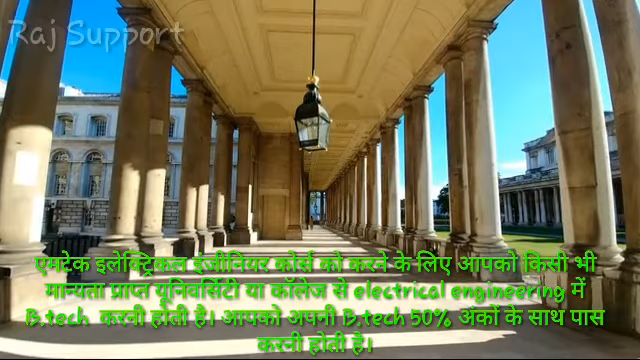 Raj Support
एमटेक इलेक्ट्रिकल इंजीनियर कोर्स को करने के लिए आपको किसी भी
मान्यता प्राप्त यूनिवर्सिटी या कॉलेज से electrical engineering में
B.tech करनी होती है। आपको अपनी B.tech 50% अंकों के साथ पास
करनी होती है।